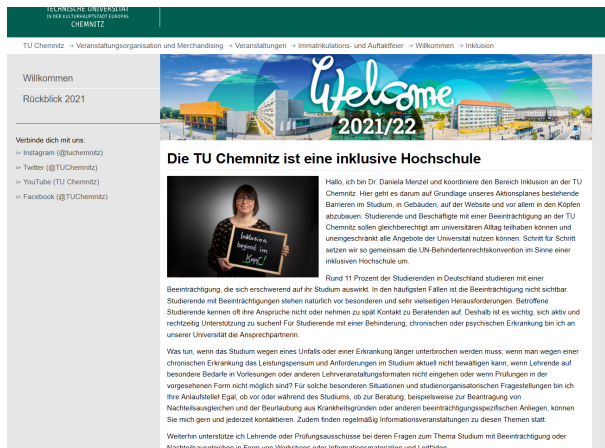 TECHNISCHE UNIVERSITÄT
IN DER KULTURHAUPTSTADT EUROPAS
CHEMNITZ
TU Chemnitz → Veranstaltungsorganisation und Merchandising → Veranstaltungen → Immatrikulations- und Auftaktfeier → Willkommen → Inklusion
Willkommen
Rückblick 2021
Verbinde dich mit uns:
Instagram (@tuchemnitz)
Twitter (@TUChemnitz)
YouTube (TU Chemnitz)
Facebook (@TUChemnitz)
Welcome
2021/22
Die TU Chemnitz ist eine inklusive Hochschule
Inklusion
beginnt im
Kopf!
Hallo, ich bin Dr. Daniela Menzel und koordiniere den Bereich Inklusion an der TU
Chemnitz. Hier geht es darum auf Grundlage unseres Aktionsplanes bestehende
Barrieren im Studium, in Gebäuden, auf der Website und vor allem in den Köpfen
abzubauen. Studierende und Beschäftigte mit einer Beeinträchtigung an der TU
Chemnitz sollen gleichberechtigt am universitären Alltag teilhaben können und
uneingeschränkt alle Angebote der Universität nutzen können. Schritt für Schritt
setzen wir so gemeinsam die UN-Behindertenrechtskonvention im Sinne einer
inklusiven Hochschule um.
Rund 11 Prozent der Studierenden in Deutschland studieren mit einer
Beeinträchtigung, die sich erschwerend auf ihr Studium auswirkt. In den häufigsten Fällen ist die Beeinträchtigung nicht sichtbar.
Studierende mit Beeinträchtigungen stehen natürlich vor besonderen und sehr vielseitigen Herausforderungen. Betroffene
Studierende kennen oft ihre Ansprüche nicht oder nehmen zu spät Kontakt zu Beratenden auf. Deshalb ist es wichtig, sich aktiv und
rechtzeitig Unterstützung zu suchen! Für Studierende mit einer Behinderung, chronischen oder psychischen Erkrankung bin ich an
unserer Universität die Ansprechpartnerin.
Was tun, wenn das Studium wegen eines Unfalls oder einer Erkrankung länger unterbrochen werden muss; wenn man wegen einer
chronischen Erkrankung das Leistungspensum und Anforderungen im Studium aktuell nicht bewältigen kann, wenn Lehrende auf
besondere Bedarfe in Vorlesungen oder anderen Lehrveranstaltungsformaten nicht eingehen oder wenn Prüfungen in der
vorgesehenen Form nicht möglich sind? Für solche besonderen Situationen und studienorganisatorischen Fragestellungen bin ich
Ihre Anlaufstelle! Egal, ob vor oder während des Studiums, ob zur Beratung, beispielsweise zur Beantragung von
Nachteilsausgleichen und der Beurlaubung aus Krankheitsgründen oder anderen beeinträchtigungsspezifischen Anliegen, können
Sie mich gern und jederzeit kontaktieren. Zudem finden regelmäßig Informationsveranstaltungen zu diesen Themen statt.
Weiterhin unterstütze ich Lehrende oder Prüfungsausschüsse bei deren Fragen zum Thema Studium mit Beeinträchtigung oder
Nachteilsausgleichen in Form von Workshops oder Informationsmaterialien und Leitfäden.